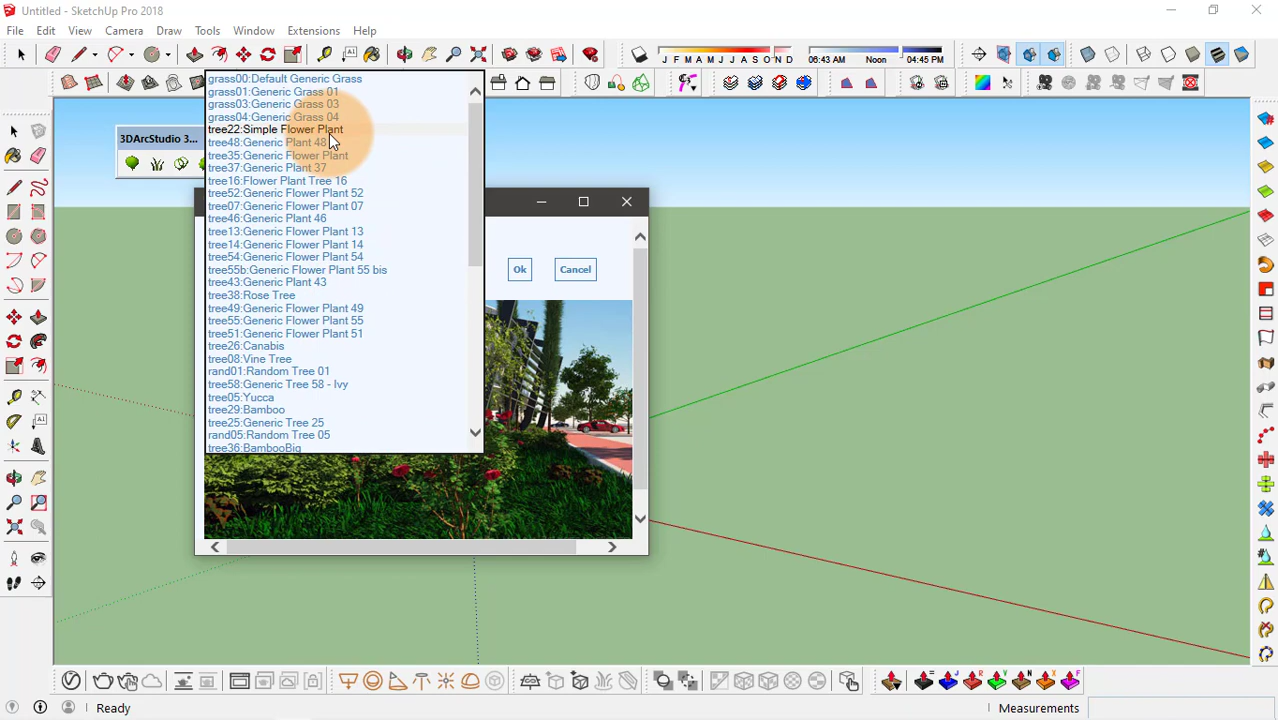 Untitled - SketchUp Pro 2018
File Edit View Camera Draw Tools Window Extensions Help
J F M A M J J A S O N D
06:43 AM Noon 04:45 PM
3DArcStudio 3...
grass00:Default Generic Grass
grass01:Generic Grass 01
grass03:Generic Grass 03
grass04:Generic Grass 04
tree22:Simple Flower Plant
tree48:Generic Plant 48
tree35:Generic Flower Plant
tree37:Generic Plant 37
tree16:Flower Plant Tree 16
tree52:Generic Flower Plant 52
tree07:Generic Flower Plant 07
tree46:Generic Plant 46
tree13:Generic Flower Plant 13
tree14:Generic Flower Plant 14
tree54:Generic Flower Plant 54
tree55b:Generic Flower Plant 55 bis
tree43:Generic Plant 43
tree38:Rose Tree
tree49:Generic Flower Plant 49
tree55:Generic Flower Plant 55
tree51:Generic Flower Plant 51
tree26:Canabis
tree08:Vine Tree
rand01:Random Tree 01
tree58:Generic Tree 58 - Ivy
tree05:Yucca
tree29:Bamboo
tree25:Generic Tree 25
rand05:Random Tree 05
tree36:BambooBig
Ok Cancel
Ready
Measurements